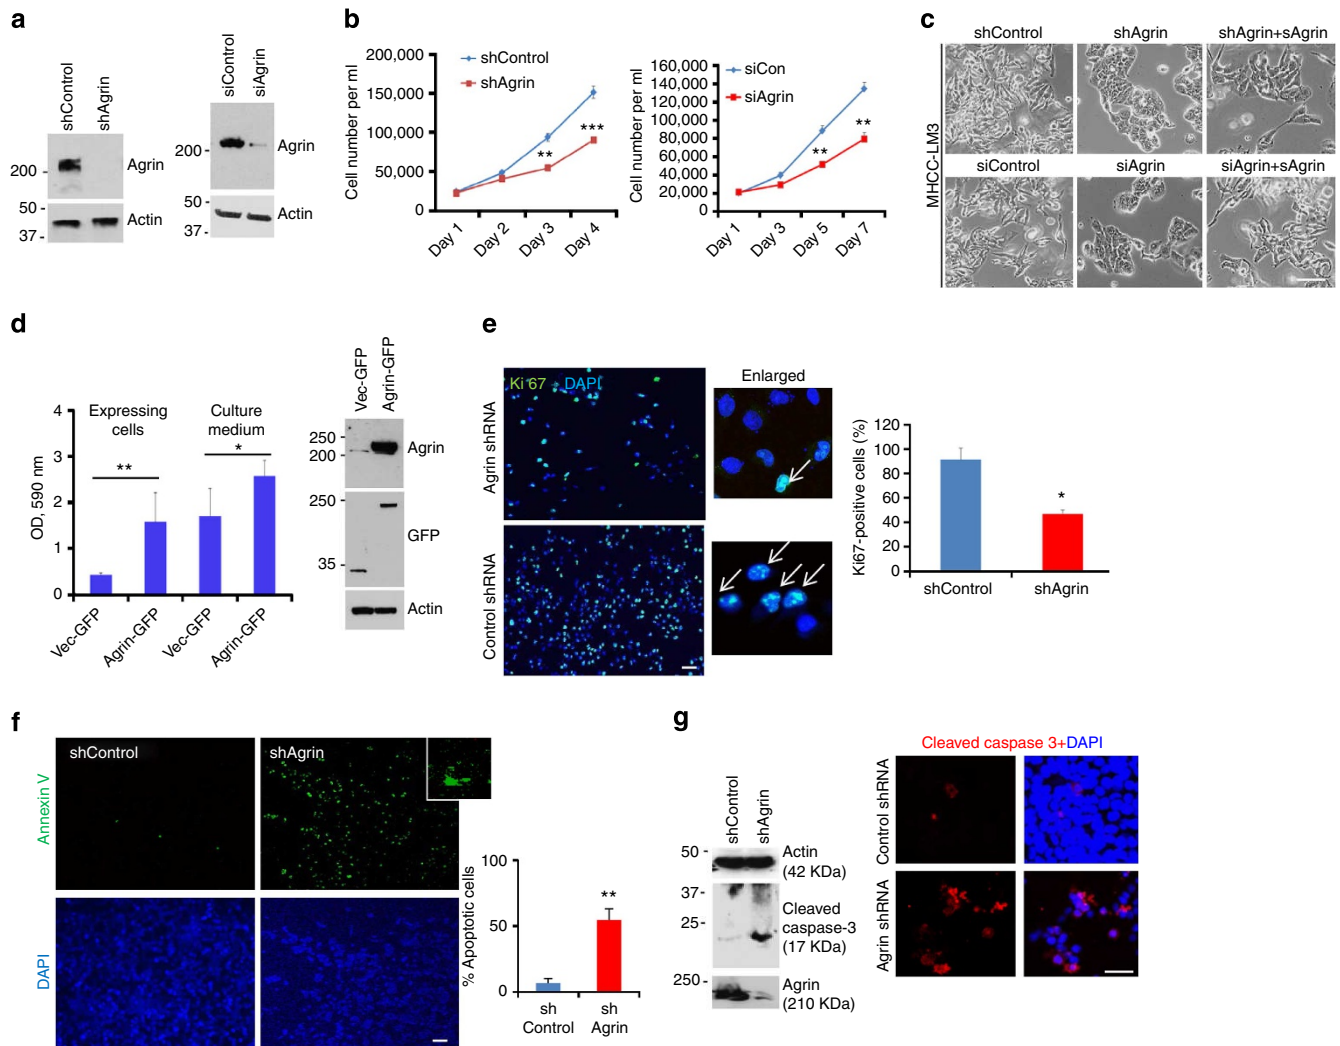 a
shControl
shAgrin
200
Agrin
50
37
Actin
siControl
siAgrin
200
Agrin
50
37
Actin
b
Cell number per ml
200,000
150,000
100,000
50,000
0
shControl
shAgrin
**
***
Day 1
Day 2
Day 3
Day 4
Cell number per ml
160,000
140,000
120,000
100,000
80,000
60,000
40,000
20,000
0
siCon
siAgrin
**
**
Day 1
Day 3
Day 5
Day 7
c
MHCC-LM3
shControl
shAgrin
shAgrin+sAgrin
siControl
siAgrin
siAgrin+sAgrin
d
OD, 590 nm
4
3
2
1
0
Expressing
cells
Culture
medium
**
*
Vec-GFP
Agrin-GFP
Vec-GFP
Agrin-GFP
Vec-GFP
Agrin-GFP
250
200
Agrin
250
GFP
35
Actin
e
Ki 67
DAPI
Enlarged
Agrin shRNA
Control shRNA
Ki67-positive cells (%)
120
100
80
60
40
20
0
*
shControl
shAgrin
f
Annexin V
DAPI
shControl
shAgrin
% Apoptotic cells
100
50
0
**
sh
Control
sh
Agrin
g
shControl
shAgrin
50
Actin
(42 KDa)
37
25
Cleaved
caspase-3
(17 KDa)
250
Agrin
(210 KDa)
Cleaved caspase 3+DAPI
Control shRNA
Agrin shRNA